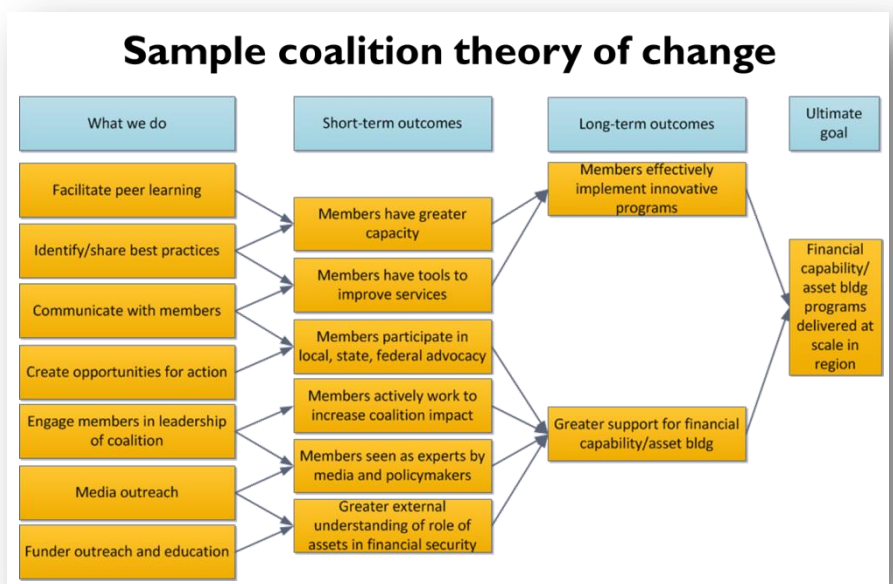 Sample coalition theory of change
What we do
Short-term outcomes
Long-term outcomes
Ultimate
goal
Facilitate peer learning
Identify/share best practices
Communicate with members
Create opportunities for action
Engage members in leadership
of coalition
Media outreach
Funder outreach and education
Members have greater
capacity
Members have tools to
improve services
Members participate in
local, state, federal advocacy
Members actively work to
increase coalition impact
Members seen as experts by
media and policymakers
Greater external
understanding of role of
assets in financial security
Members effectively
implement innovative
programs
Greater support for financial
capability/asset bldg
Financial
capability/
asset bldg
programs
delivered at
scale in
region